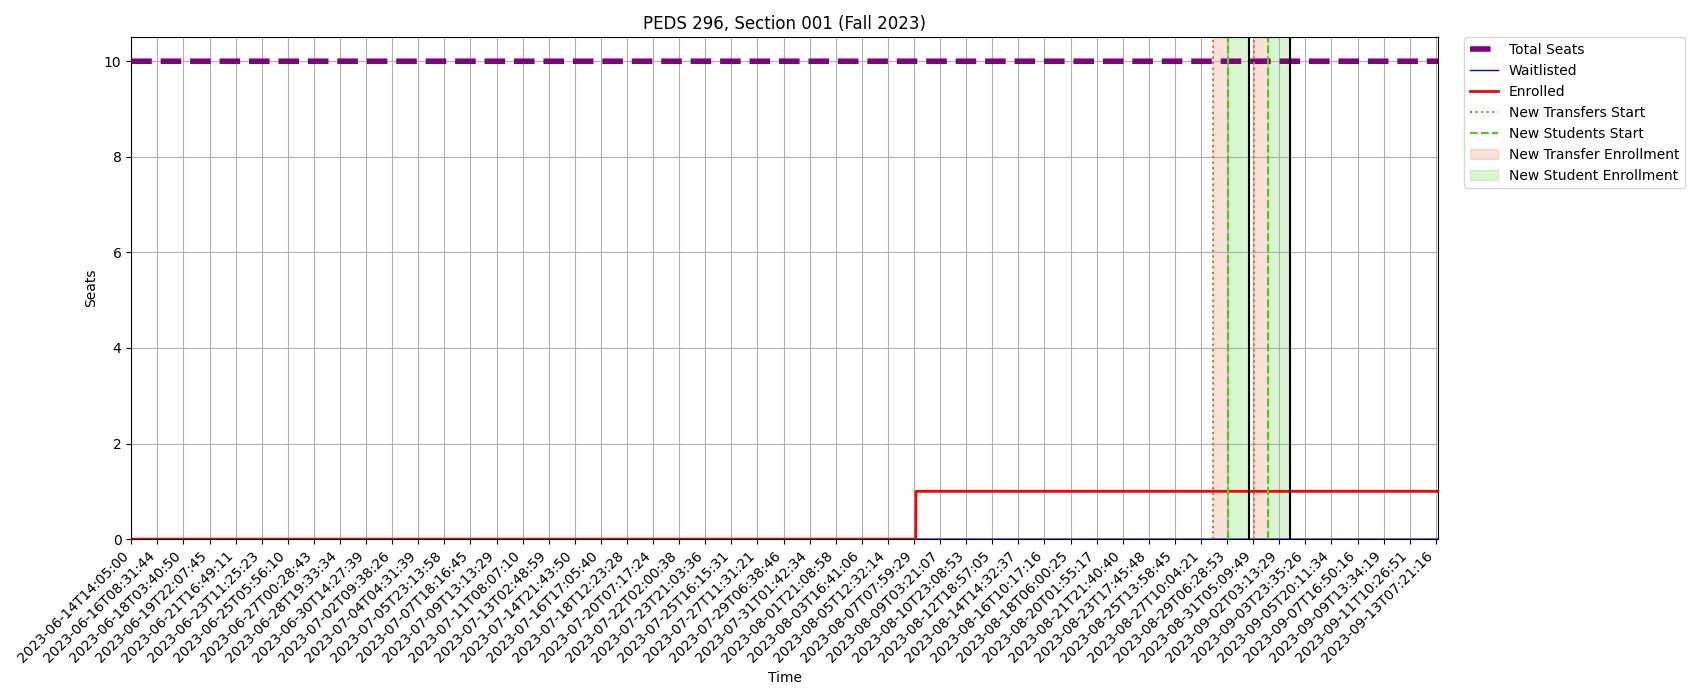 PEDS 296, Section 001 (Fall 2023)
Total Seats
Waitlisted
Enrolled
New Transfers Start
New Students Start
New Transfer Enrollment
New Student Enrollment
Seats
10
8
6
4
2
0
2023-06-14T14:05:00
2023-06-16T08:31:44
2023-06-18T03:40:50
2023-06-19T22:07:45
2023-06-21T16:49:11
2023-06-23T11:25:23
2023-06-25T05:56:10
2023-06-27T00:28:43
2023-06-28T19:33:34
2023-06-30T14:27:39
2023-07-02T09:38:26
2023-07-04T04:31:39
2023-07-05T23:13:58
2023-07-07T18:16:45
2023-07-09T13:13:29
2023-07-11T08:07:10
2023-07-13T02:48:59
2023-07-14T21:43:50
2023-07-16T17:05:40
2023-07-18T12:23:28
2023-07-20T07:17:24
2023-07-22T02:00:38
2023-07-23T21:03:36
2023-07-25T16:15:31
2023-07-27T11:31:21
2023-07-29T06:38:46
2023-07-31T01:42:34
2023-08-01T21:08:58
2023-08-03T16:41:06
2023-08-05T12:32:14
2023-08-07T07:59:29
2023-08-09T03:21:07
2023-08-10T23:08:53
2023-08-12T18:57:05
2023-08-14T14:32:37
2023-08-16T10:17:16
2023-08-18T06:00:25
2023-08-20T01:55:17
2023-08-21T21:40:40
2023-08-23T17:45:48
2023-08-25T13:58:45
2023-08-27T10:04:21
2023-08-29T06:28:53
2023-08-31T05:09:49
2023-09-02T03:13:29
2023-09-03T23:35:26
2023-09-05T20:11:34
2023-09-07T16:50:16
2023-09-09T13:34:19
2023-09-11T10:26:51
2023-09-13T07:21:16
Time